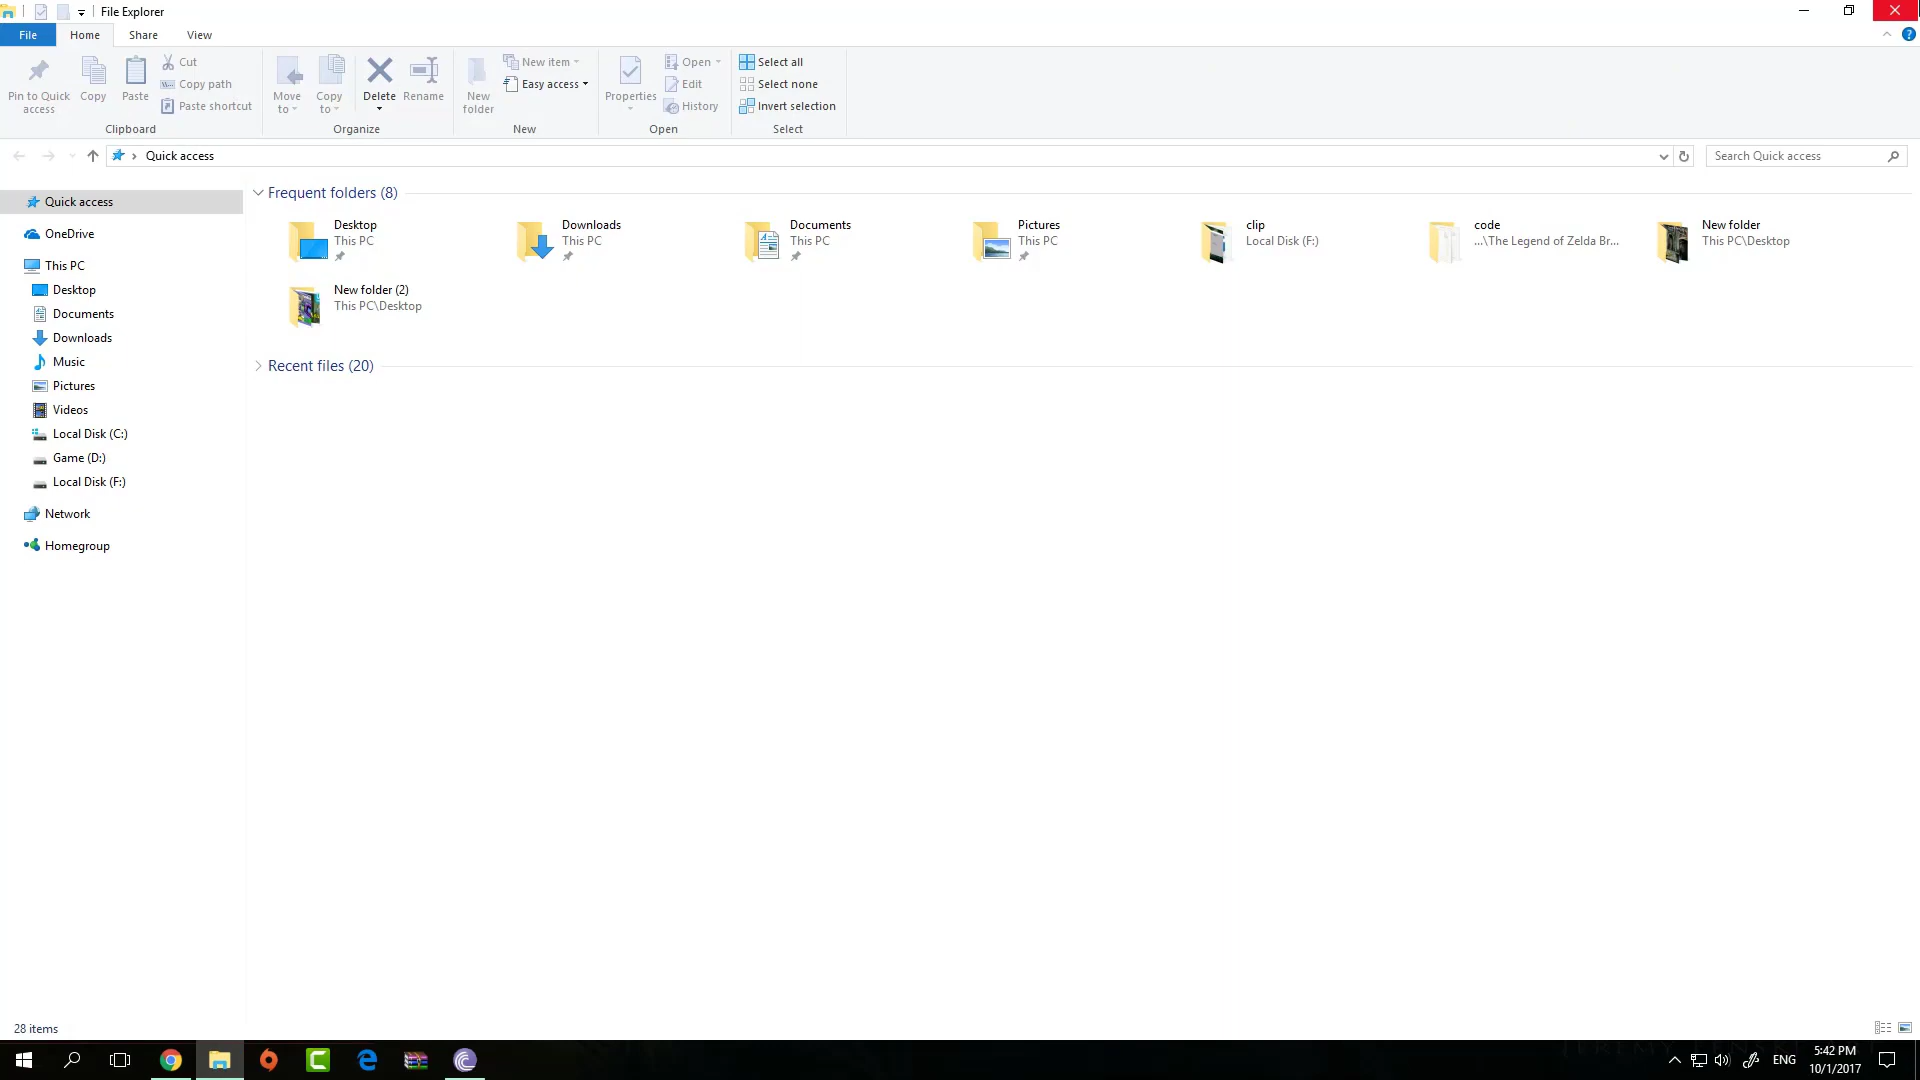 File Explorer
File Home Share View
Pin to Quick access
Copy
Paste
Cut
Copy path
Paste shortcut
Clipboard
Move to
Copy to
Delete
Rename
Organize
New folder
New item
Easy access
New
Properties
Open
Edit
History
Open
Select all
Select none
Invert selection
Select
Quick access
Search Quick access
Quick access
OneDrive
This PC
Desktop
Documents
Downloads
Music
Pictures
Videos
Local Disk (C:)
Game (D:)
Local Disk (F:)
Network
Homegroup
Frequent folders (8)
Desktop
This PC
Downloads
This PC
Documents
This PC
Pictures
This PC
clip
Local Disk (F:)
code
...\The Legend of Zelda Br...
New folder
This PC\Desktop
New folder (2)
This PC\Desktop
Recent files (20)
28 items
ENG
5:42 PM
10/1/2017